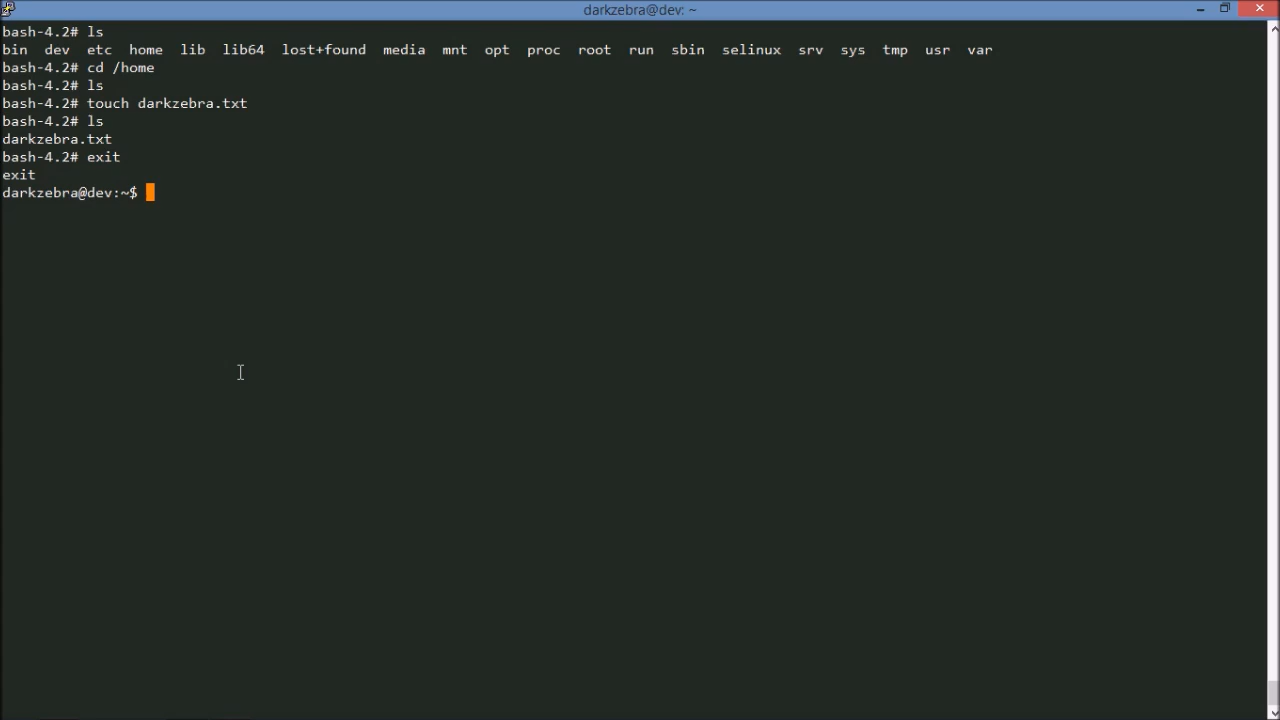 darkzebra@dev: ~
bash-4.2# ls
bin  dev  etc  home  lib  lib64  lost+found  media  mnt  opt  proc  root  run  sbin  selinux  srv  sys  tmp  usr  var
bash-4.2# cd /home
bash-4.2# ls
bash-4.2# touch darkzebra.txt
bash-4.2# ls
darkzebra.txt
bash-4.2# exit
exit
darkzebra@dev:~$